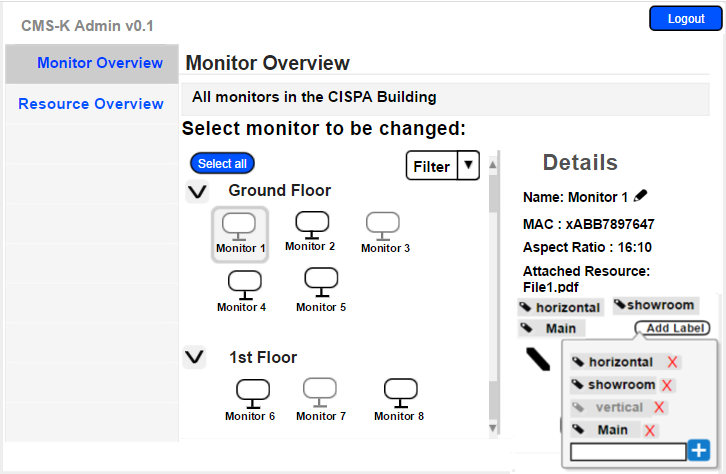 CMS-K Admin v0.1
Logout
Monitor Overview
Resource Overview
Monitor Overview
All monitors in the CISPA Building
Select monitor to be changed:
Select all
Filter
Ground Floor
Monitor 1
Monitor 2
Monitor 3
Monitor 4
Monitor 5
1st Floor
Monitor 6
Monitor 7
Monitor 8
Details
Name: Monitor 1
MAC : xABB7897647
Aspect Ratio : 16:10
Attached Resource:
File1.pdf
horizontal
showroom
Main
Add Label
horizontal X
showroom X
vertical X
Main X